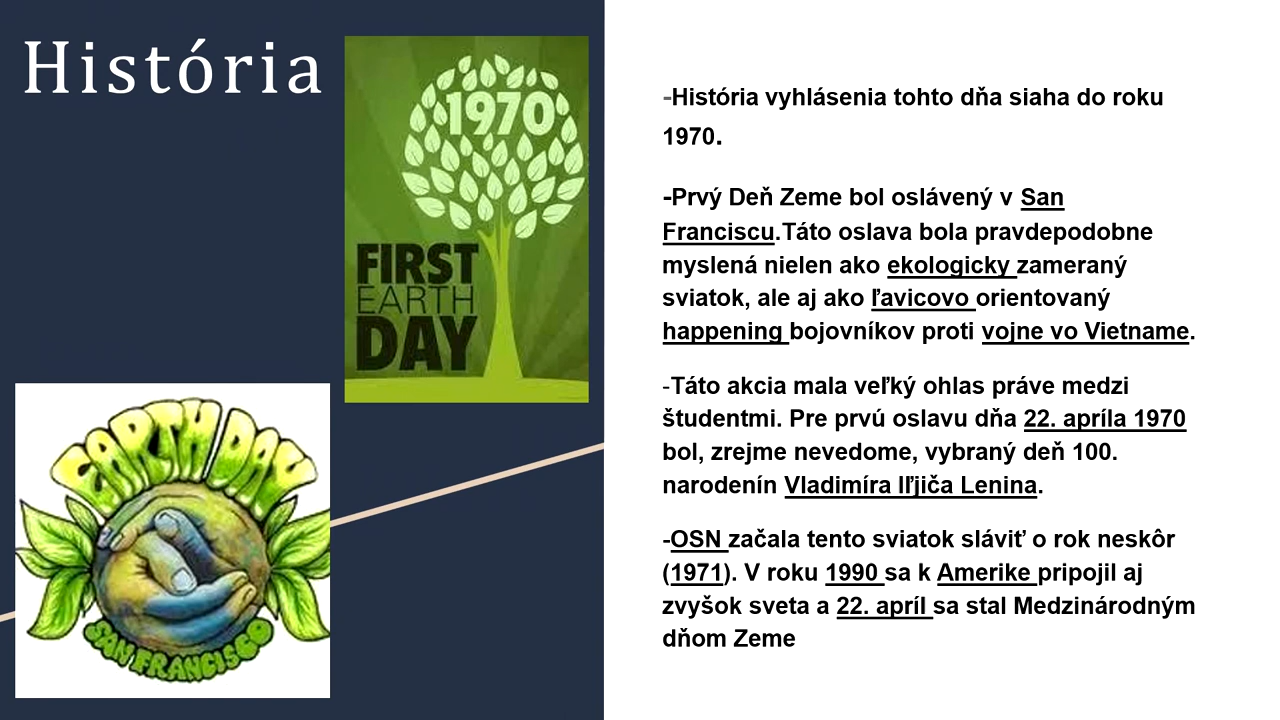 História
1970
FIRST
EARTH
DAY
EARTH DAY
SAN FRANCISCO
-História vyhlásenia tohto dňa siaha do roku
1970.
-Prvý Deň Zeme bol oslávený v San
Franciscu.Táto oslava bola pravdepodobne
myslená nielen ako ekologicky zameraný
sviatok, ale aj ako ľavicovo orientovaný
happening bojovníkov proti vojne vo Vietname.
-Táto akcia mala veľký ohlas práve medzi
študentmi. Pre prvú oslavu dňa 22. apríla 1970
bol, zrejme nevedome, vybraný deň 100.
narodenín Vladimíra Iľjiča Lenina.
-OSN začala tento sviatok sláviť o rok neskôr
(1971). V roku 1990 sa k Amerike pripojil aj
zvyšok sveta a 22. apríl sa stal Medzinárodným
dňom Zeme